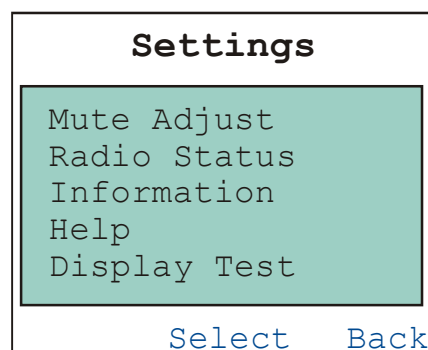 Settings
Mute Adjust
Radio Status
Information
Help
Display Test
Select Back